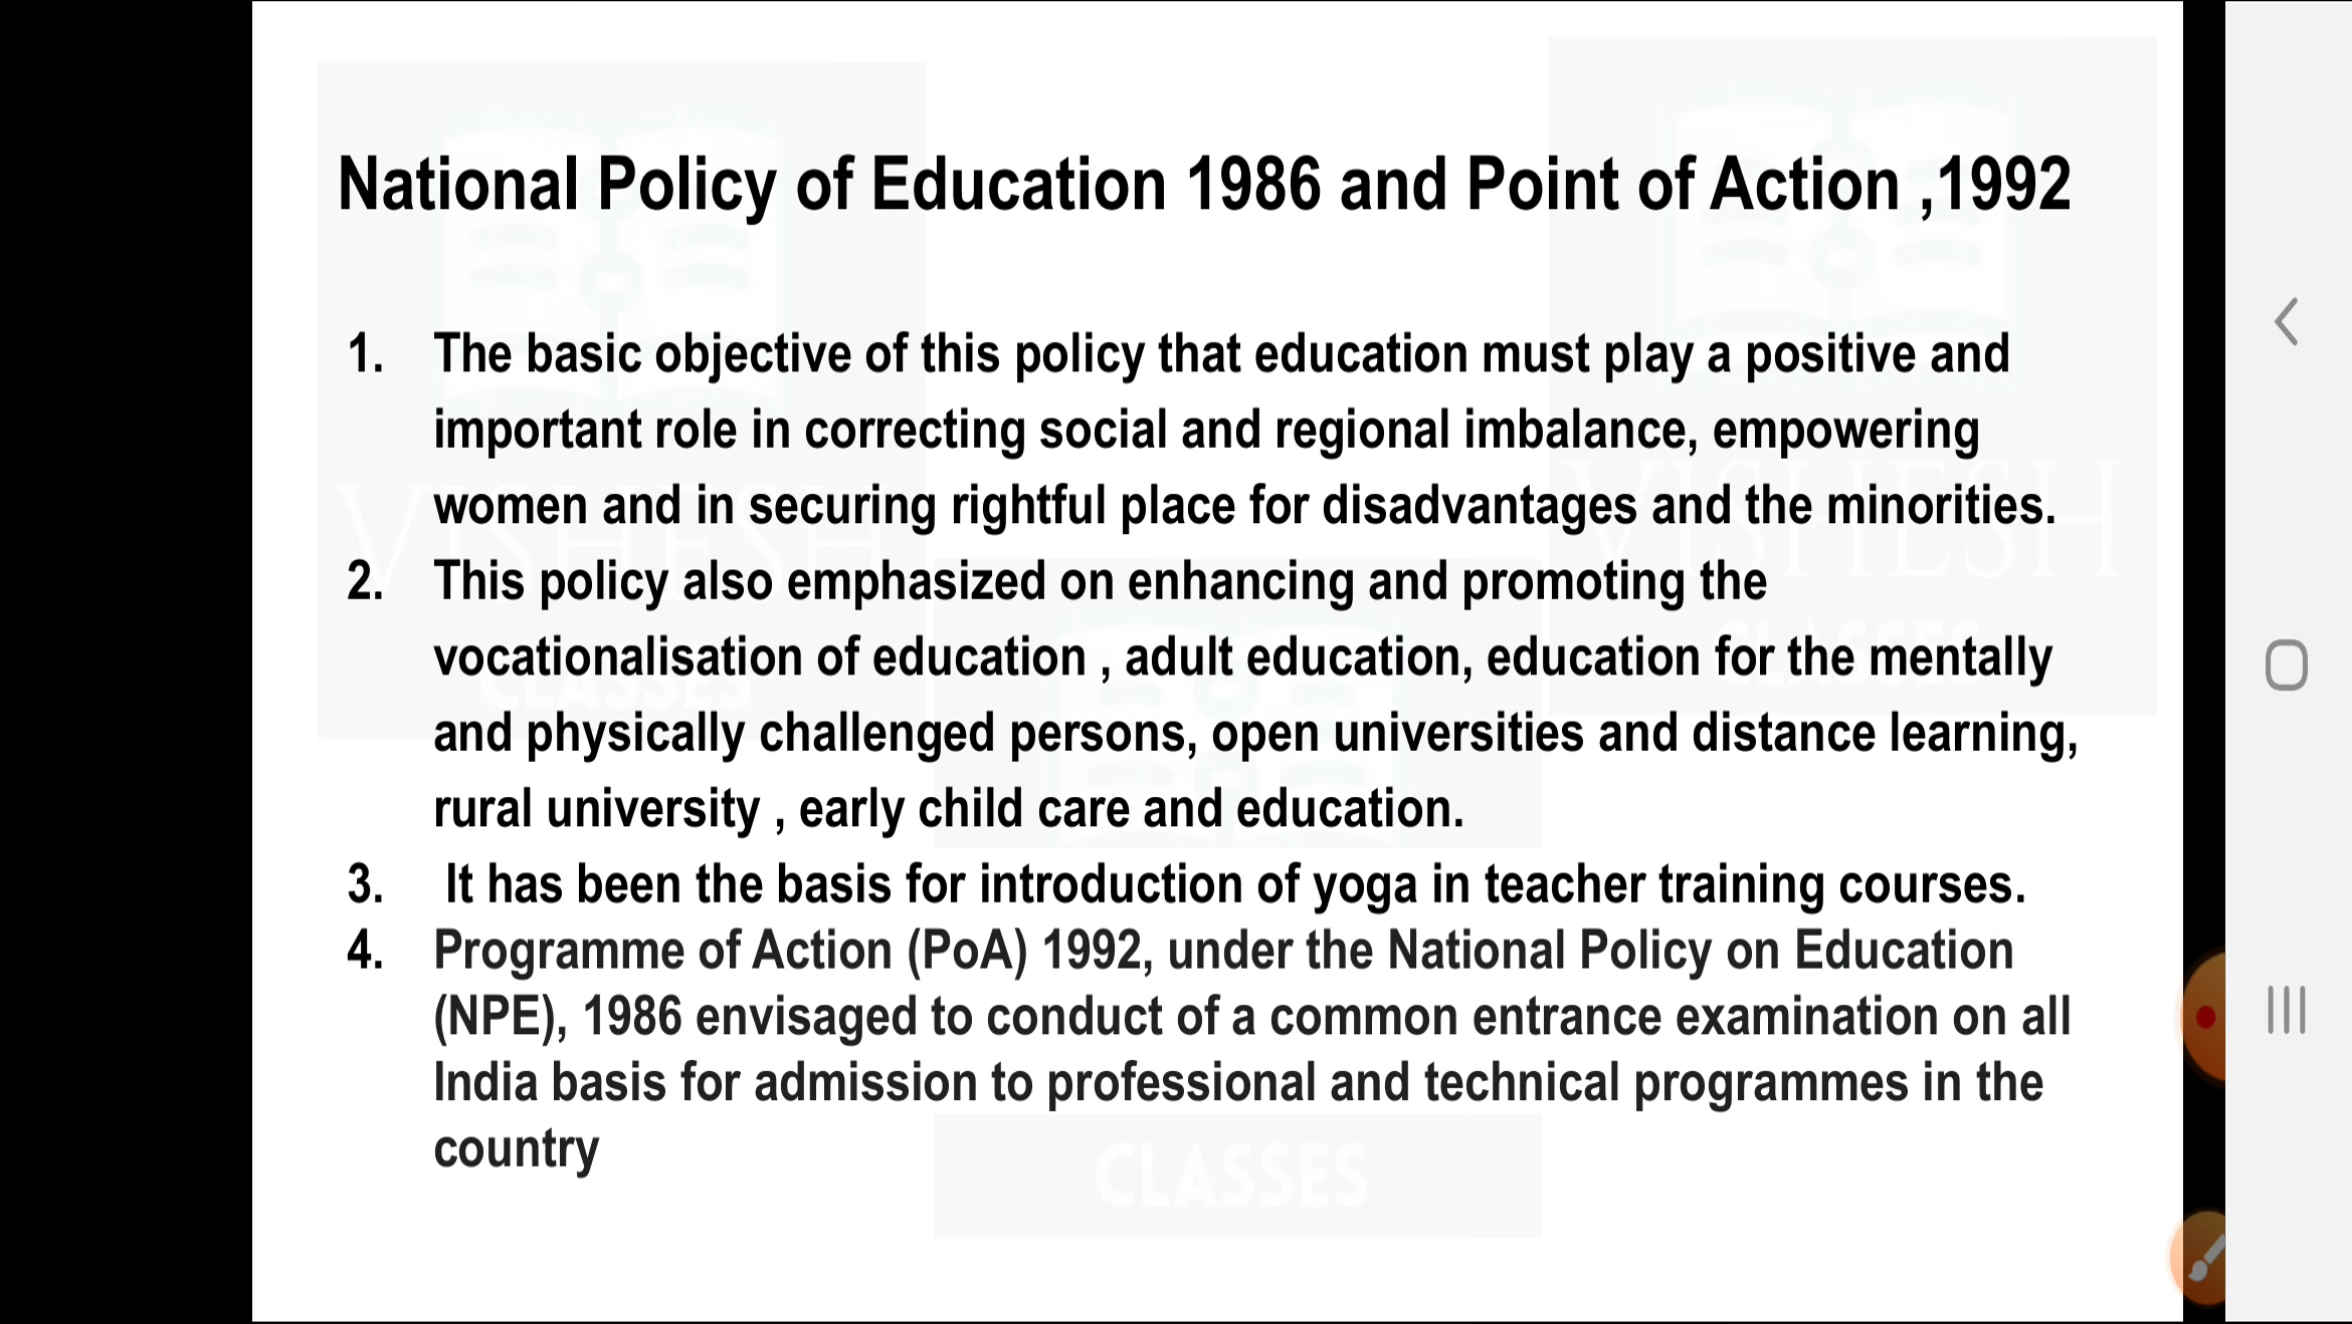 National Policy of Education 1986 and Point of Action ,1992
1. The basic objective of this policy that education must play a positive and
important role in correcting social and regional imbalance, empowering
women and in securing rightful place for disadvantages and the minorities.
2. This policy also emphasized on enhancing and promoting the
vocationalisation of education , adult education, education for the mentally
and physically challenged persons, open universities and distance learning,
rural university , early child care and education.
3. It has been the basis for introduction of yoga in teacher training courses.
4. Programme of Action (PoA) 1992, under the National Policy on Education
(NPE), 1986 envisaged to conduct of a common entrance examination on all
India basis for admission to professional and technical programmes in the
country
VISHESH
CLASSES
VISHESH
CLASSES
CLASSES